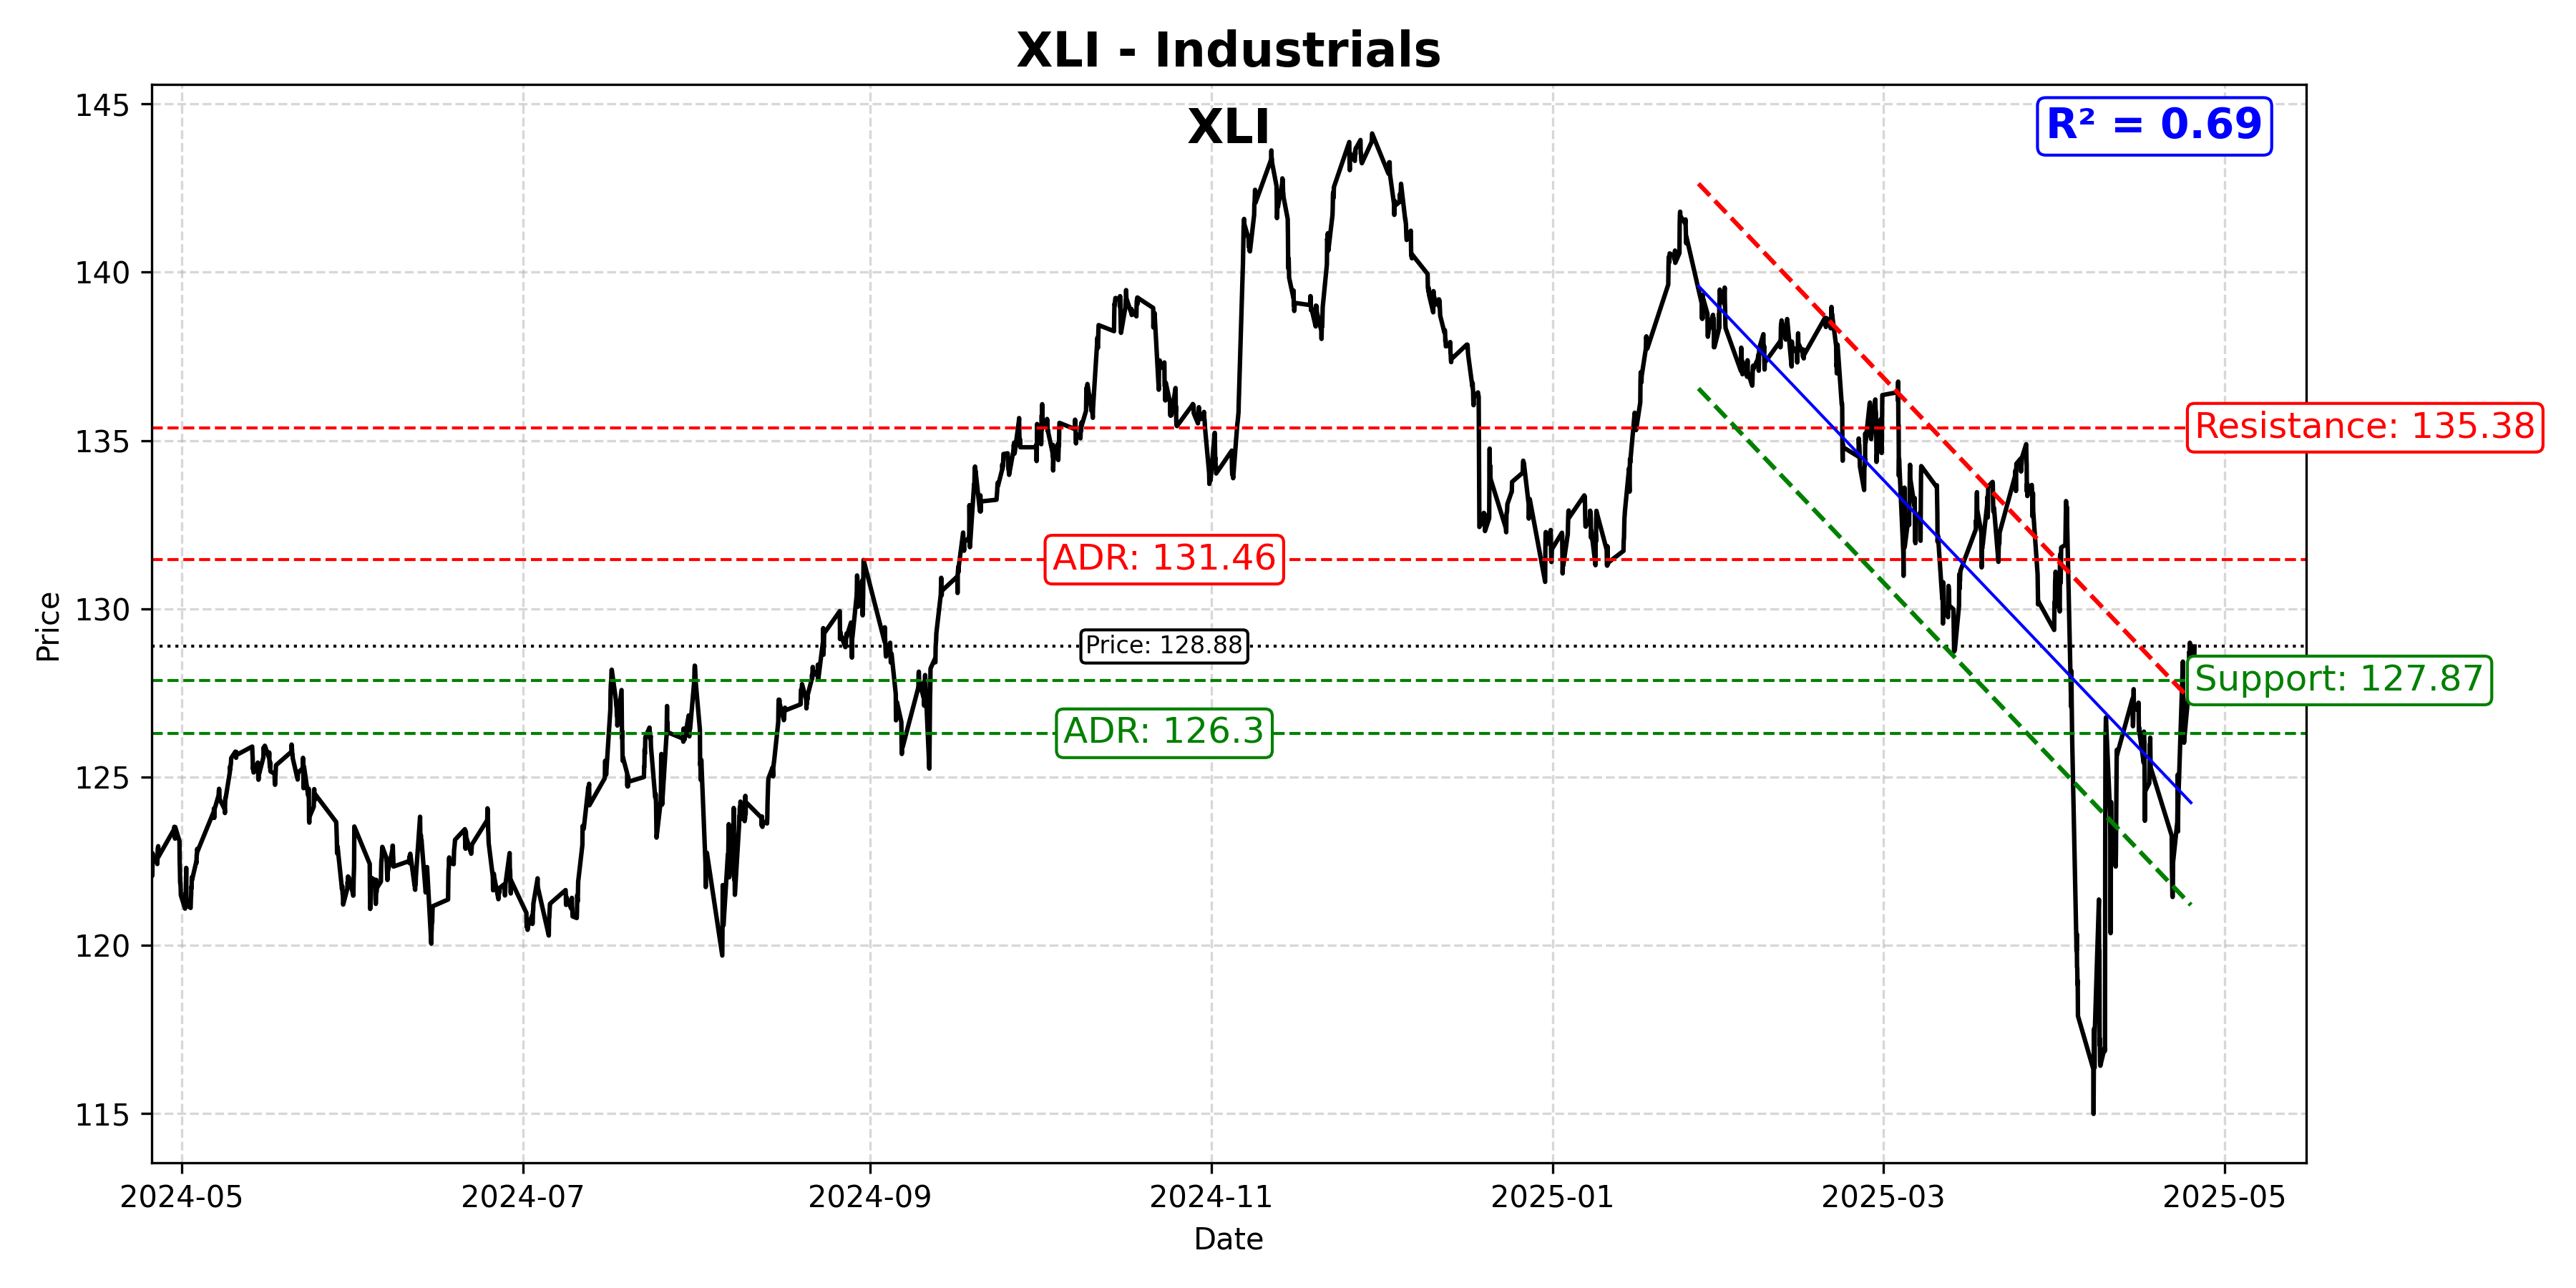 XLI - Industrials
145
XLI
R² = 0.69
140
135
Resistance: 135.38
ADR: 131.46
130
Price
Price: 128.88
Support: 127.87
ADR: 126.3
125
120
115
2024-05
2024-07
2024-09
2024-11
2025-01
2025-03
2025-05
Date